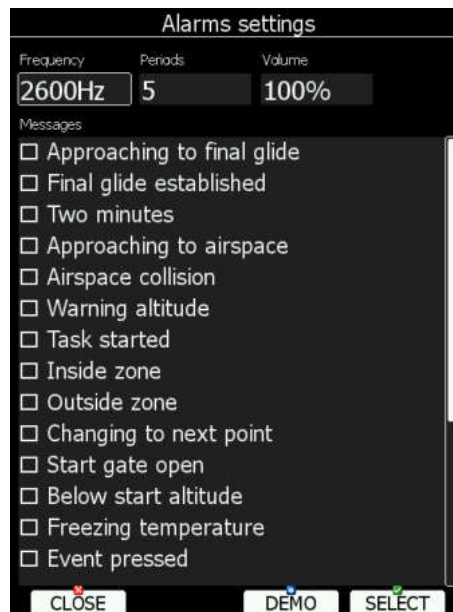 Alarms settings
Frequency Periods Volume
2600Hz 5 100%
Messages
Approaching to final glide
Final glide established
Two minutes
Approaching to airspace
Airspace collision
Warning altitude
Task started
Inside zone
Outside zone
Changing to next point
Start gate open
Below start altitude
Freezing temperature
Event pressed
CLOSE DEMO SELECT